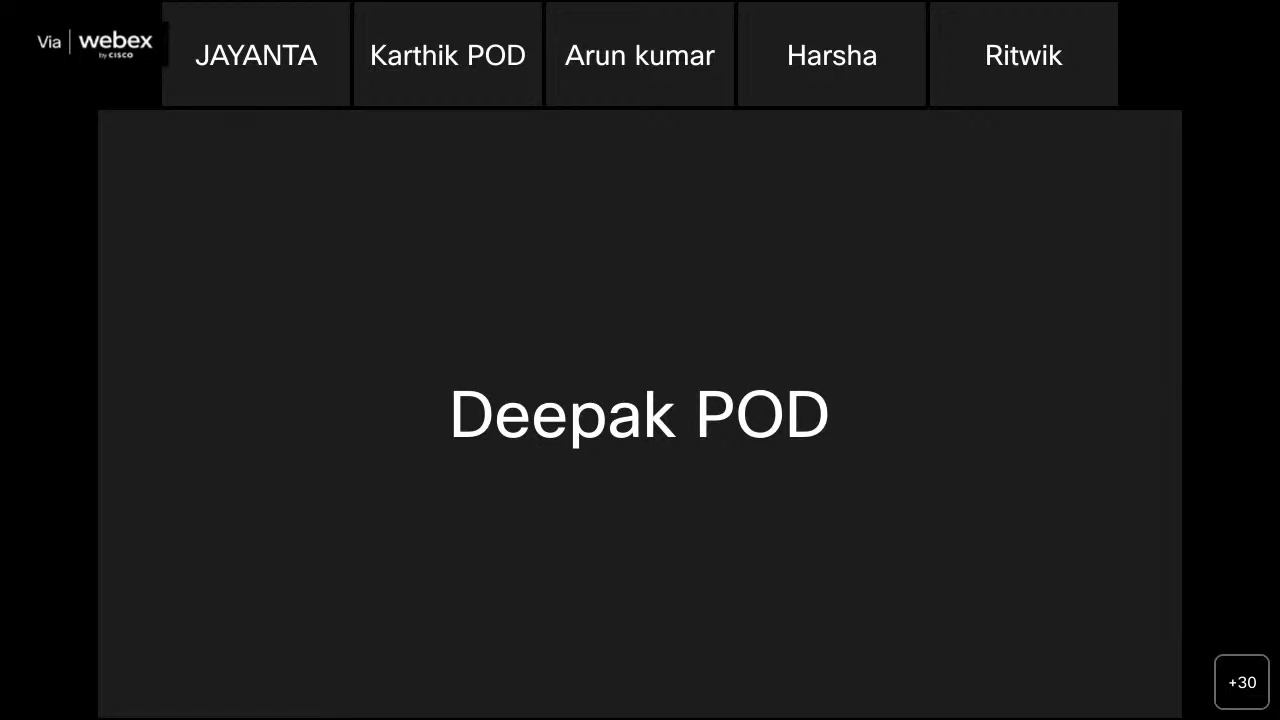 Via | webex
by CISCO
JAYANTA
Karthik POD
Arun kumar
Harsha
Ritwik
Deepak POD
+30